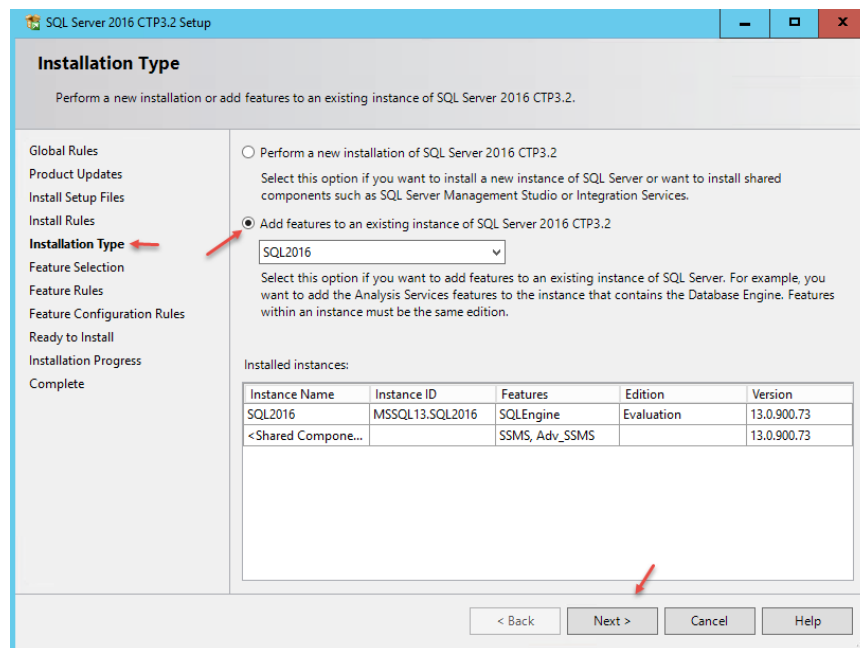 SQL Server 2016 CTP3.2 Setup
Installation Type
Perform a new installation or add features to an existing instance of SQL Server 2016 CTP3.2.
Global Rules
Product Updates
Install Setup Files
Install Rules
Installation Type
Feature Selection
Feature Rules
Feature Configuration Rules
Ready to Install
Installation Progress
Complete
Perform a new installation of SQL Server 2016 CTP3.2
Select this option if you want to install a new instance of SQL Server or want to install shared
components such as SQL Server Management Studio or Integration Services.
Add features to an existing instance of SQL Server 2016 CTP3.2
SQL2016
Select this option if you want to add features to an existing instance of SQL Server. For example, you
want to add the Analysis Services features to the instance that contains the Database Engine. Features
within an instance must be the same edition.
Installed instances:
Instance Name Instance ID Features Edition Version
SQL2016 MSSQL13.SQL2016 SQLEngine Evaluation 13.0.900.73
<Shared Compone... SSMS, Adv_SSMS 13.0.900.73
< Back Next > Cancel Help